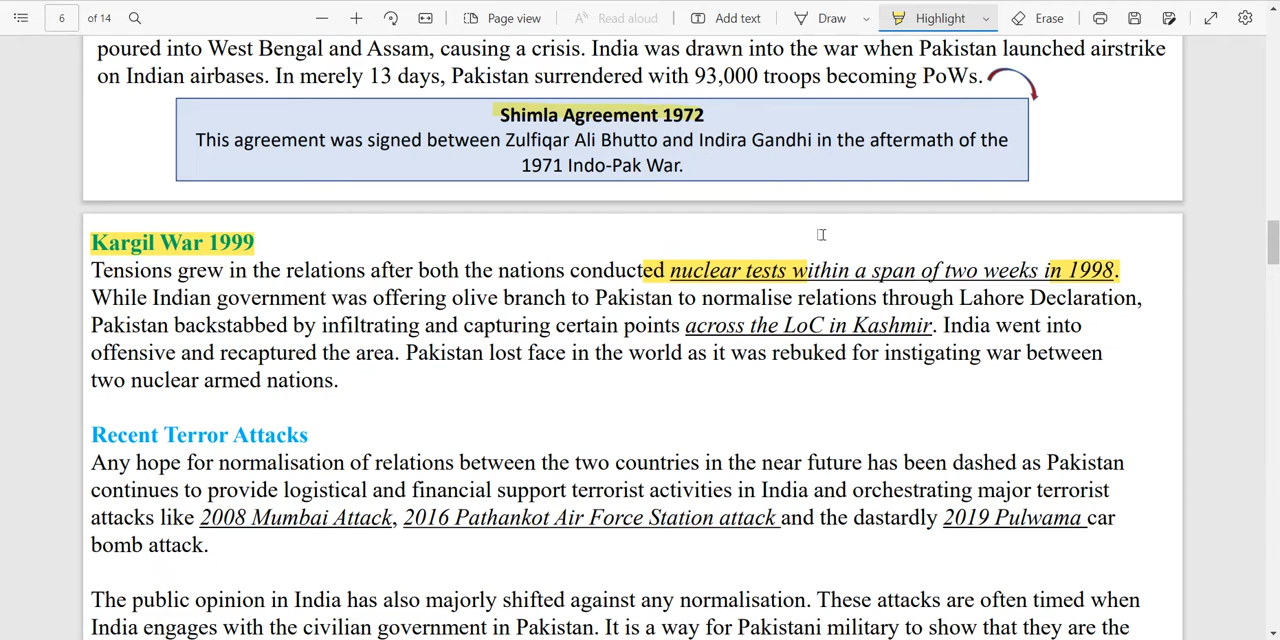 6 of 14 Page view Read aloud Add text Draw Highlight Erase
poured into West Bengal and Assam, causing a crisis. India was drawn into the war when Pakistan launched airstrike
on Indian airbases. In merely 13 days, Pakistan surrendered with 93,000 troops becoming PoWs.
Shimla Agreement 1972
This agreement was signed between Zulfiqar Ali Bhutto and Indira Gandhi in the aftermath of the
1971 Indo-Pak War.
Kargil War 1999
Tensions grew in the relations after both the nations conducted nuclear tests within a span of two weeks in 1998.
While Indian government was offering olive branch to Pakistan to normalise relations through Lahore Declaration,
Pakistan backstabbed by infiltrating and capturing certain points across the LoC in Kashmir. India went into
offensive and recaptured the area. Pakistan lost face in the world as it was rebuked for instigating war between
two nuclear armed nations.
Recent Terror Attacks
Any hope for normalisation of relations between the two countries in the near future has been dashed as Pakistan
continues to provide logistical and financial support terrorist activities in India and orchestrating major terrorist
attacks like 2008 Mumbai Attack, 2016 Pathankot Air Force Station attack and the dastardly 2019 Pulwama car
bomb attack.
The public opinion in India has also majorly shifted against any normalisation. These attacks are often timed when
India engages with the civilian government in Pakistan. It is a way for Pakistani military to show that they are the